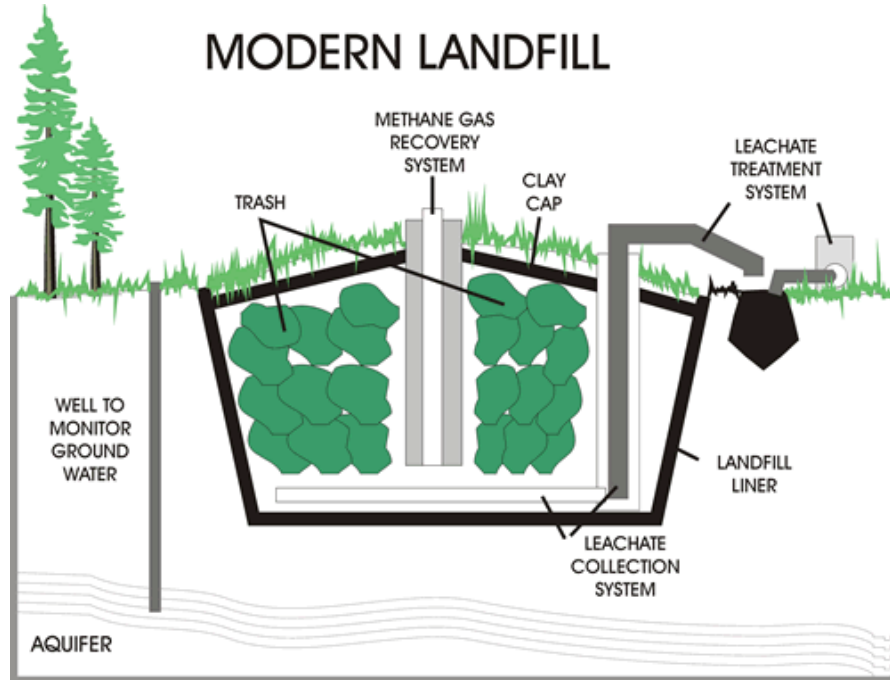 MODERN LANDFILL
METHANE GAS
RECOVERY
SYSTEM
LEACHATE
TREATMENT
SYSTEM
TRASH
CLAY
CAP
WELL TO
MONITOR
GROUND
WATER
LANDFILL
LINER
LEACHATE
COLLECTION
SYSTEM
AQUIFER